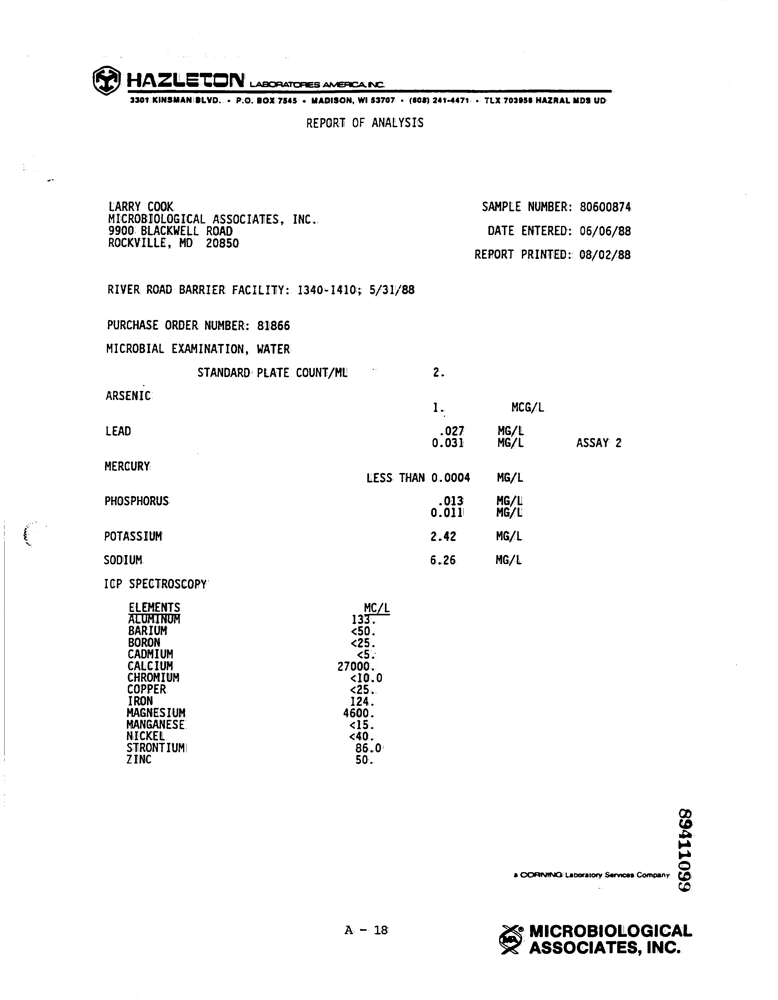 HAZLETON LABORATORIES AMERICA, INC.
3301 KINSMAN BLVD. • P.O. BOX 7545 • MADISON, WI 53707 • (608) 241-4471 • TLX 703956 HAZRAL MDS UD
REPORT OF ANALYSIS
LARRY COOK
MICROBIOLOGICAL ASSOCIATES, INC.
9900 BLACKWELL ROAD
ROCKVILLE, MD 20850
SAMPLE NUMBER: 80600874
DATE ENTERED: 06/06/88
REPORT PRINTED: 08/02/88
RIVER ROAD BARRIER FACILITY: 1340-1410; 5/31/88
PURCHASE ORDER NUMBER: 81866
MICROBIAL EXAMINATION, WATER
STANDARD PLATE COUNT/ML 2.
ARSENIC
1. MCG/L
LEAD .027 MG/L
0.031 MG/L ASSAY 2
MERCURY
LESS THAN 0.0004 MG/L
PHOSPHORUS .013 MG/L
0.011 MG/L
POTASSIUM 2.42 MG/L
SODIUM 6.26 MG/L
ICP SPECTROSCOPY
ELEMENTS MC/L
ALUMINUM 133.
BARIUM <50.
BORON <25.
CADMIUM <5.
CALCIUM 27000.
CHROMIUM <10.0
COPPER <25.
IRON 124.
MAGNESIUM 4600.
MANGANESE <15.
NICKEL <40.
STRONTIUM 86.0
ZINC 50.
89411099
a CORNING Laboratory Services Company
A - 18
MICROBIOLOGICAL
ASSOCIATES, INC.